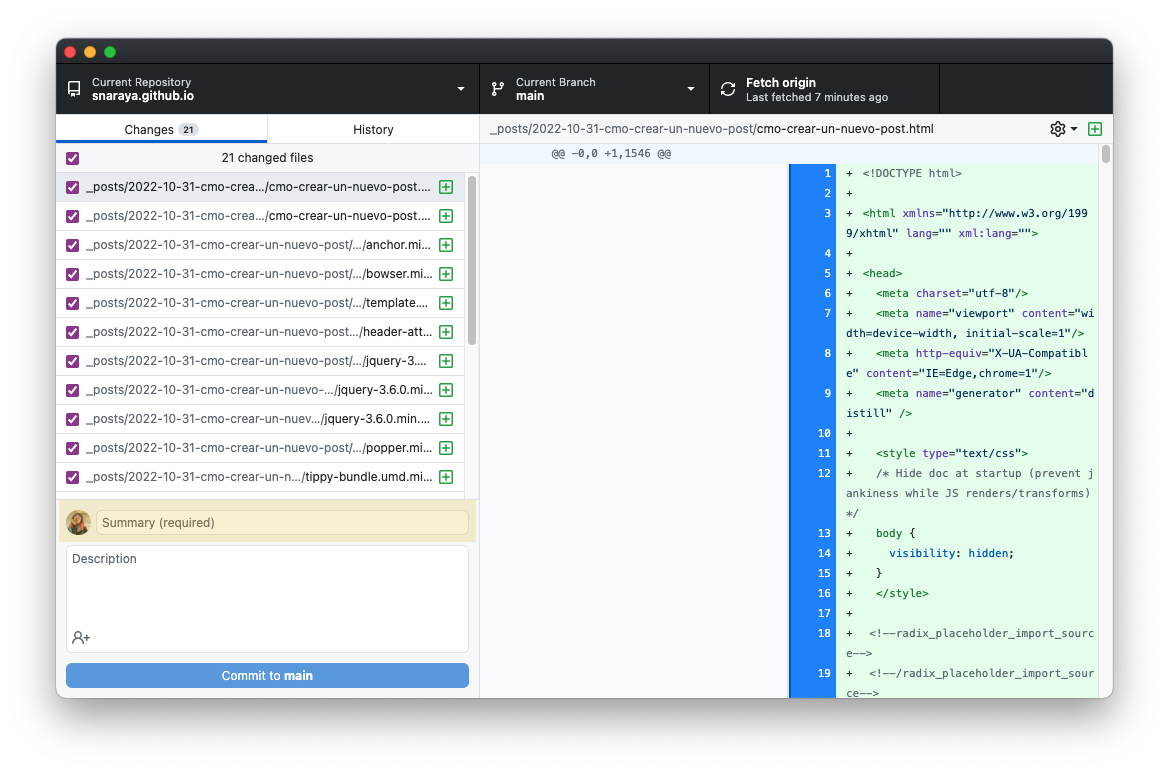 Current Repository
snaraya.github.io
Current Branch
main
Fetch origin
Last fetched 7 minutes ago
Changes 21
History
21 changed files
_posts/2022-10-31-cmo-crea.../cmo-crear-un-nuevo-post....
_posts/2022-10-31-cmo-crea.../cmo-crear-un-nuevo-post....
_posts/2022-10-31-cmo-crear-un-nuevo-post/.../anchor.mi...
_posts/2022-10-31-cmo-crear-un-nuevo-post/.../bowser.mi...
_posts/2022-10-31-cmo-crear-un-nuevo-post/.../template....
_posts/2022-10-31-cmo-crear-un-nuevo-post.../header-att...
_posts/2022-10-31-cmo-crear-un-nuevo-post/.../jquery-3....
_posts/2022-10-31-cmo-crear-un-nuevo-.../jquery-3.6.0.mi...
_posts/2022-10-31-cmo-crear-un-nuev.../jquery-3.6.0.min....
_posts/2022-10-31-cmo-crear-un-nuevo-post/.../popper.mi...
_posts/2022-10-31-cmo-crear-un-n.../tippy-bundle.umd.mi...
Summary (required)
Description
Commit to main
_posts/2022-10-31-cmo-crear-un-nuevo-post/cmo-crear-un-nuevo-post.html
@@ -0,0 +1,1546 @@
1 + <!DOCTYPE html>
2 +
3 + <html xmlns="http://www.w3.org/199
9/xhtml" lang="" xml:lang="">
4 +
5 + <head>
6 + <meta charset="utf-8"/>
7 + <meta name="viewport" content="wi
dth=device-width, initial-scale=1"/>
8 + <meta http-equiv="X-UA-Compatibl
e" content="IE=Edge,chrome=1"/>
9 + <meta name="generator" content="d
istill" />
10 +
11 + <style type="text/css">
12 + /* Hide doc at startup (prevent j
ankiness while JS renders/transforms)
*/
13 + body {
14 + visibility: hidden;
15 + }
16 + </style>
17 +
18 + <!--radix_placeholder_import_sourc
e-->
19 + <!--/radix_placeholder_import_sour
ce-->